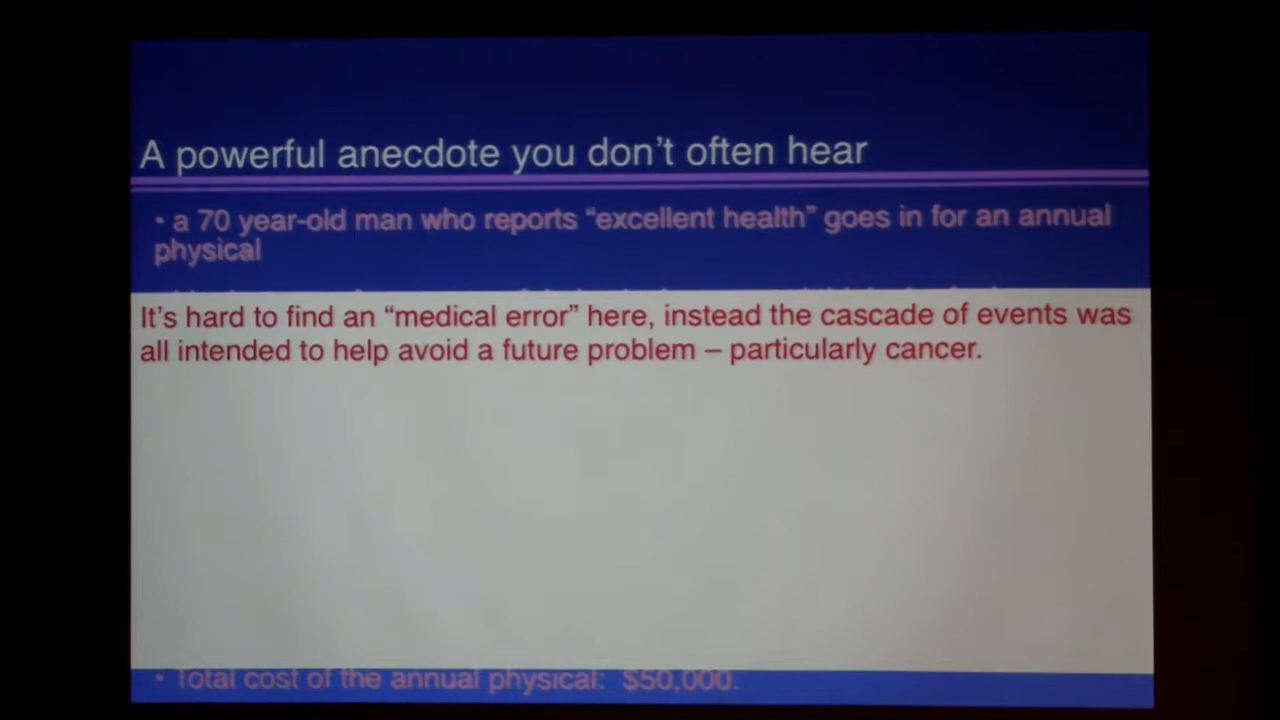 A powerful anecdote you don't often hear
• a 70 year-old man who reports “excellent health” goes in for an annual
physical
It's hard to find an “medical error” here, instead the cascade of events was
all intended to help avoid a future problem – particularly cancer.
• Total cost of the annual physical: $50,000.